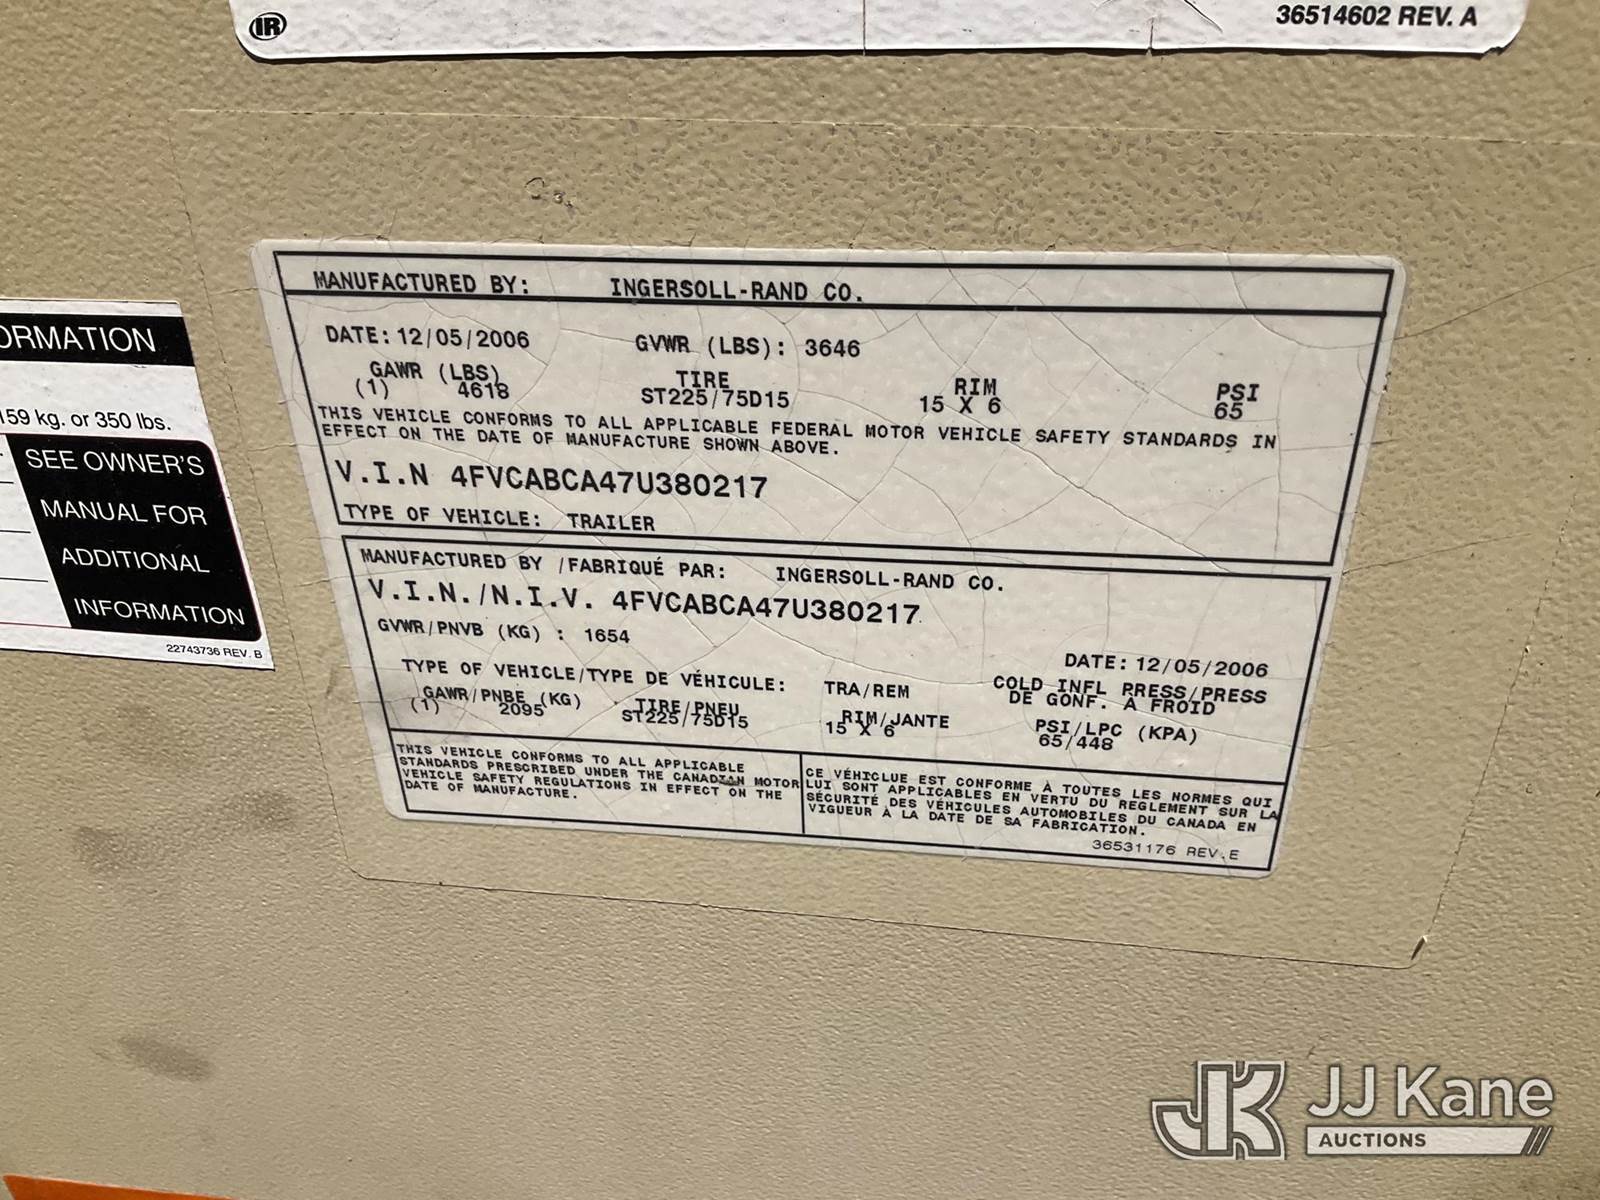 IR
36514602 REV. A
ORMATION
159 kg. or 350 lbs.
SEE OWNER'S
MANUAL FOR
ADDITIONAL
INFORMATION
22743736 REV. B
MANUFACTURED BY: INGERSOLL-RAND CO.
DATE: 12/05/2006 GVWR (LBS): 3646
GAWR (LBS) TIRE RIM PSI
(1) 4618 ST225/75D15 15 X 6 65
THIS VEHICLE CONFORMS TO ALL APPLICABLE FEDERAL MOTOR VEHICLE SAFETY STANDARDS IN
EFFECT ON THE DATE OF MANUFACTURE SHOWN ABOVE.
V.I.N 4FVCABCA47U380217
TYPE OF VEHICLE: TRAILER
MANUFACTURED BY /FABRIQUÉ PAR: INGERSOLL-RAND CO.
V.I.N./N.I.V. 4FVCABCA47U380217
GVWR/PNVB (KG) : 1654
DATE: 12/05/2006
TYPE OF VEHICLE/TYPE DE VÉHICULE: TRA/REM
COLD INFL PRESS/PRESS
DE GONF. A FROID
GAWR/PNBE (KG) TIRE/PNEU RIM/JANTE PSI/LPC (KPA)
(1) 2095 ST225/75D15 15 X 6 65/448
THIS VEHICLE CONFORMS TO ALL APPLICABLE
STANDARDS PRESCRIBED UNDER THE CANADIAN MOTOR
VEHICLE SAFETY REGULATIONS IN EFFECT ON THE
DATE OF MANUFACTURE.
CE VÉHICLUE EST CONFORME À TOUTES LES NORMES QUI
LUI SONT APPLICABLES EN VERTU DU REGLEMENT SUR LA
SÉCURITÉ DES VÉHICULES AUTOMOBILES DU CANADA EN
VIGUEUR À LA DATE DE SA FABRICATION.
36531176 REV.E
JK JJ Kane
AUCTIONS